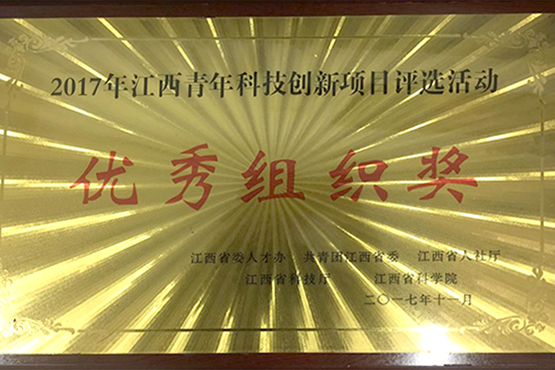 2017年江西青年科技创新项目评选活动
优秀组织奖
江西省委人才办 共青团江西省委 江西省人社厅
江西省科技厅 江西省科学院
二〇一七年十一月